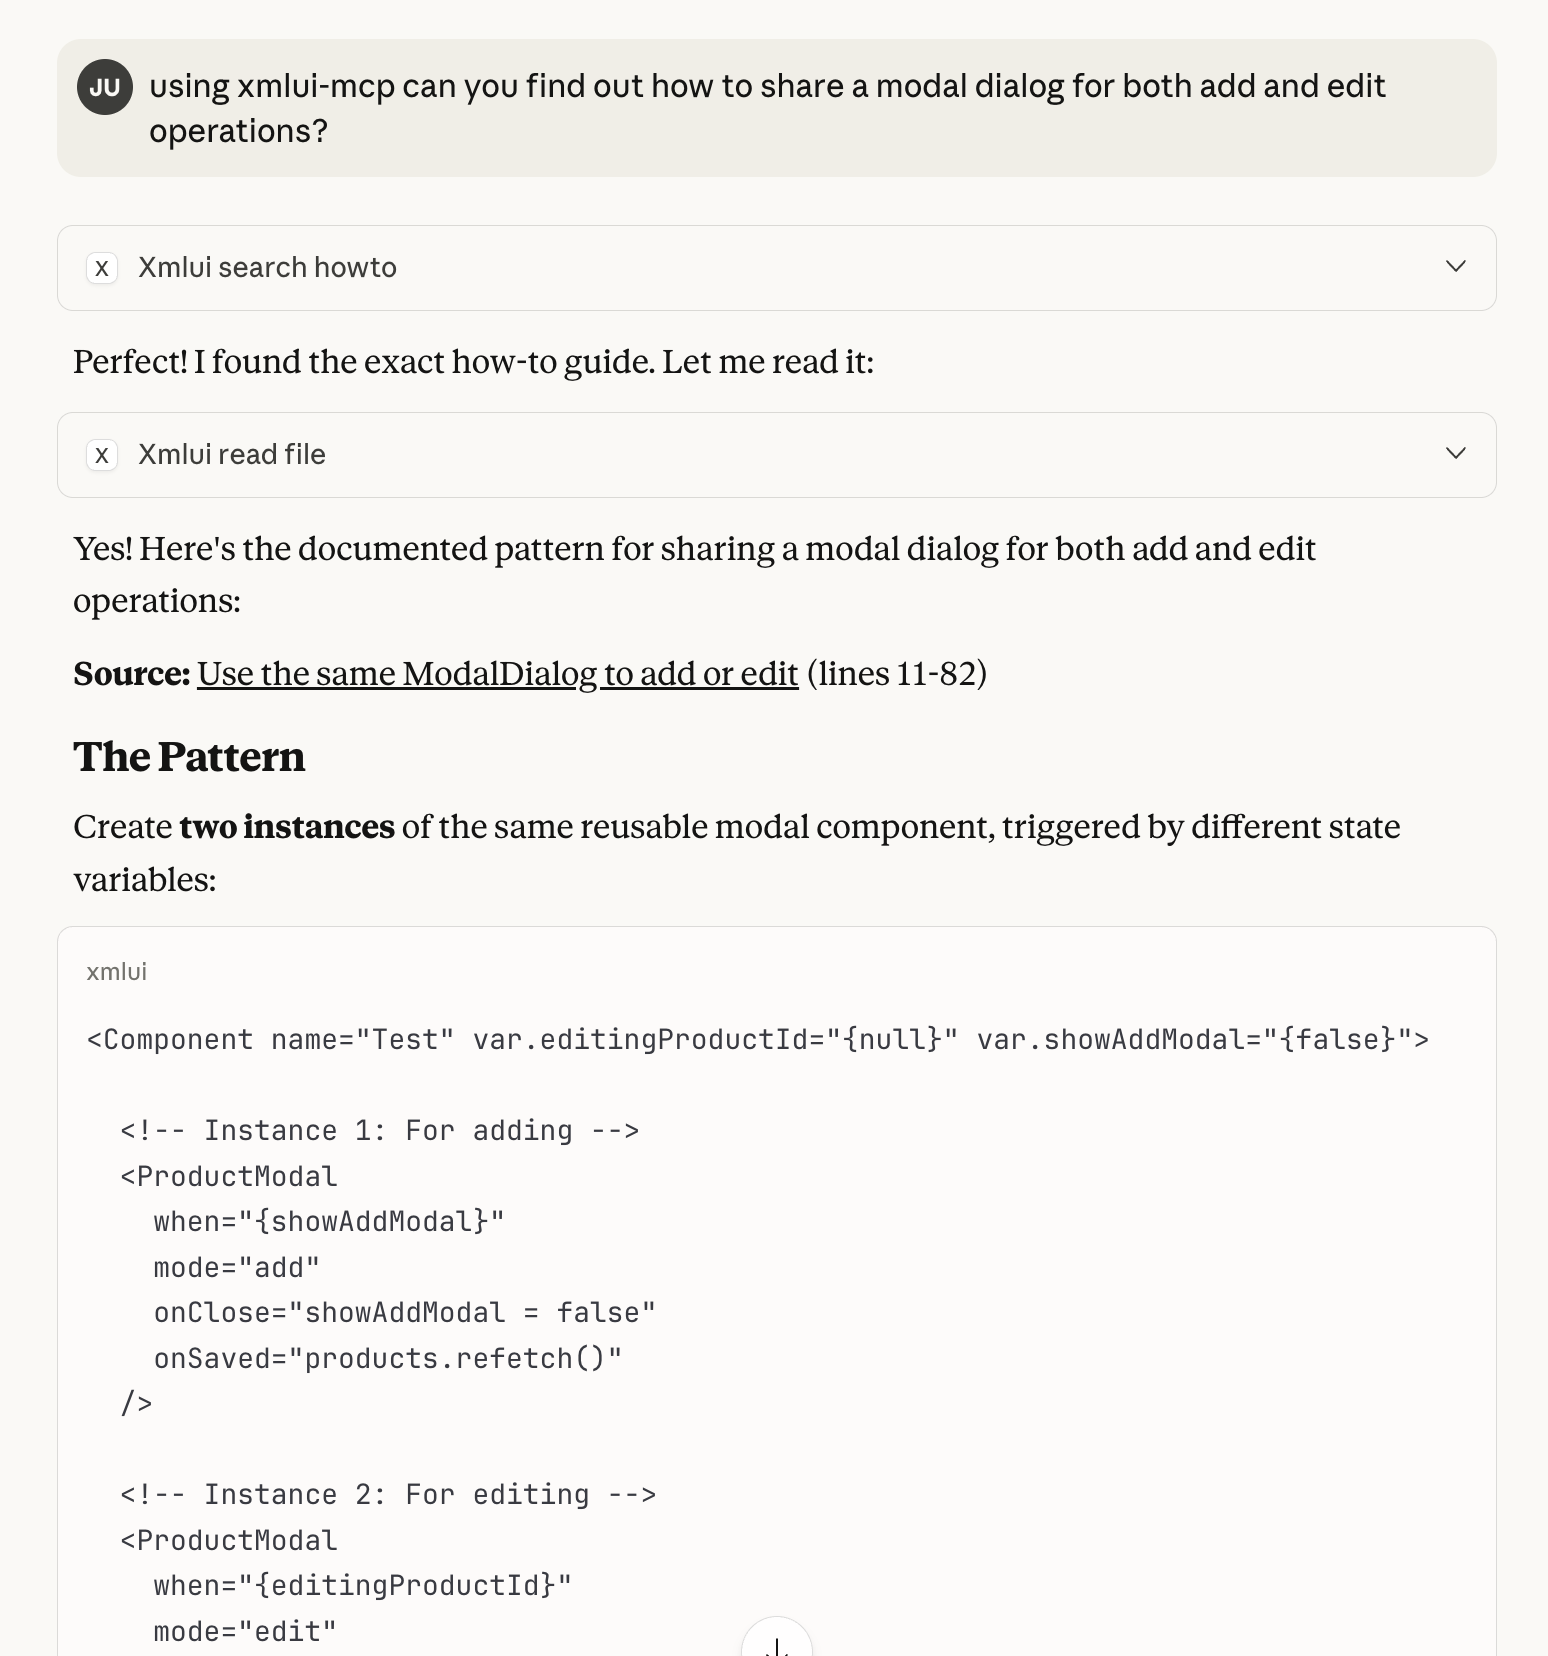 JU
using xmlui-mcp can you find out how to share a modal dialog for both add and edit
operations?
X Xmlui search howto
Perfect! I found the exact how-to guide. Let me read it:
X Xmlui read file
Yes! Here's the documented pattern for sharing a modal dialog for both add and edit
operations:
Source: Use the same ModalDialog to add or edit (lines 11-82)
The Pattern
Create two instances of the same reusable modal component, triggered by different state
variables:
xmlui
<Component name="Test" var.editingProductId="{null}" var.showAddModal="{false}">
  <!-- Instance 1: For adding -->
  <ProductModal
    when="{showAddModal}"
    mode="add"
    onClose="showAddModal = false"
    onSaved="products.refetch()"
  />
  <!-- Instance 2: For editing -->
  <ProductModal
    when="{editingProductId}"
    mode="edit"